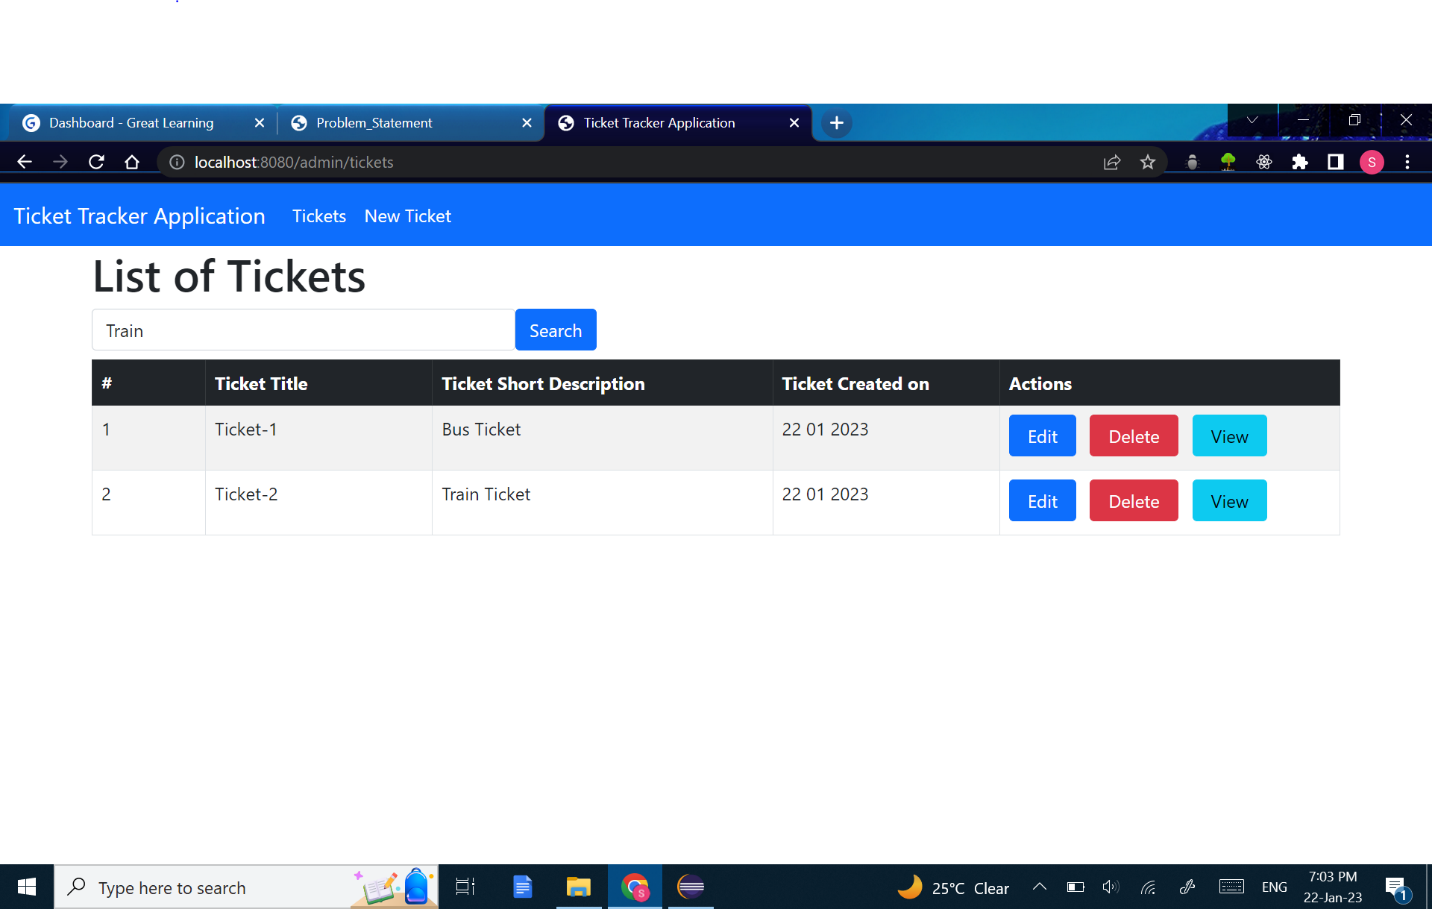 Dashboard - Great Learning
Problem_Statement
Ticket Tracker Application
localhost:8080/admin/tickets
S
Ticket Tracker Application Tickets New Ticket
List of Tickets
Train Search
# Ticket Title Ticket Short Description Ticket Created on Actions
1 Ticket-1 Bus Ticket 22 01 2023 Edit Delete View
2 Ticket-2 Train Ticket 22 01 2023 Edit Delete View
Type here to search
S
25°C Clear
ENG
7:03 PM
22-Jan-23
1